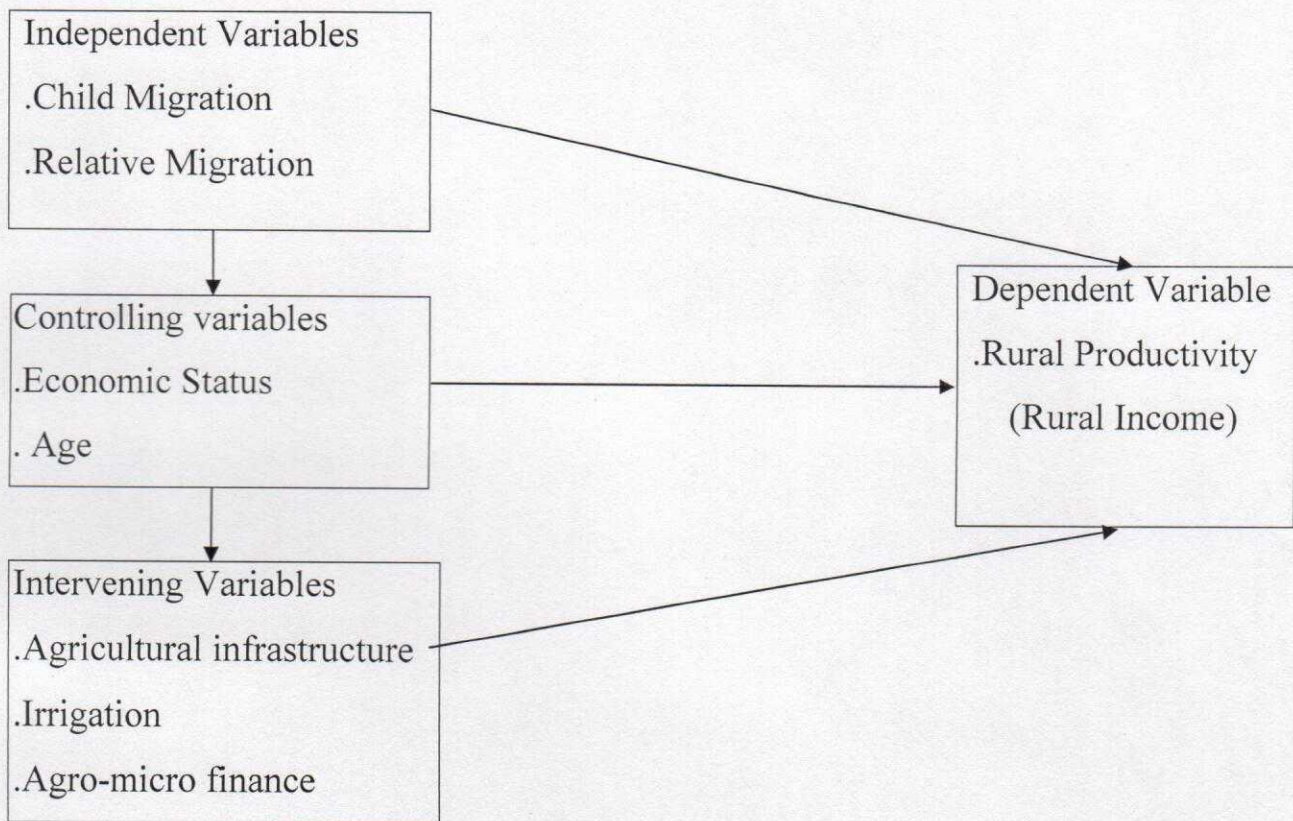 Independent Variables
.Child Migration
.Relative Migration
Controlling variables
.Economic Status
. Age
Intervening Variables
.Agricultural infrastructure
.Irrigation
.Agro-micro finance
Dependent Variable
.Rural Productivity
(Rural Income)